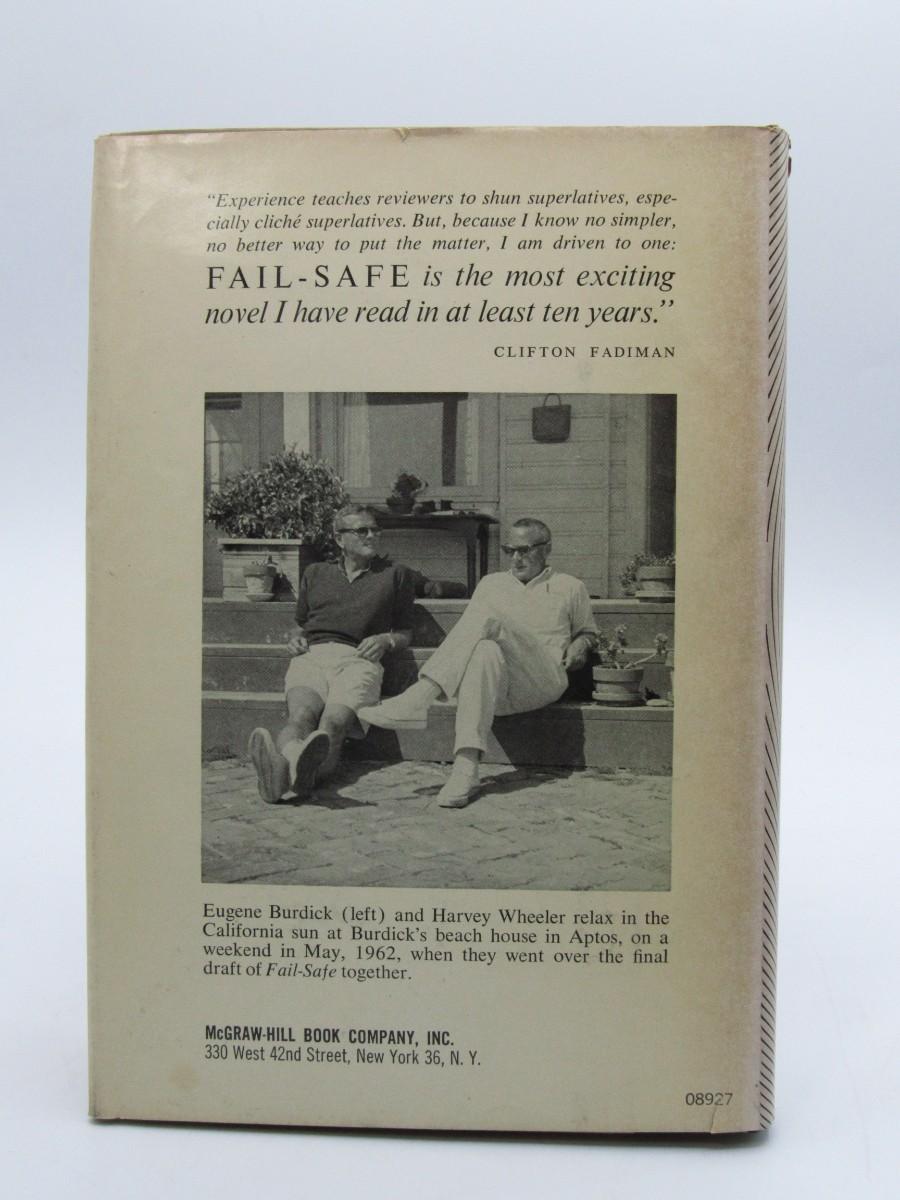 “Experience teaches reviewers to shun superlatives, espe-
cially cliché superlatives. But, because I know no simpler,
no better way to put the matter, I am driven to one:
FAIL-SAFE is the most exciting
novel I have read in at least ten years.”
CLIFTON FADIMAN
Eugene Burdick (left) and Harvey Wheeler relax in the
California sun at Burdick's beach house in Aptos, on a
weekend in May, 1962, when they went over the final
draft of Fail-Safe together.
McGRAW-HILL BOOK COMPANY, INC.
330 West 42nd Street, New York 36, N. Y.
08927